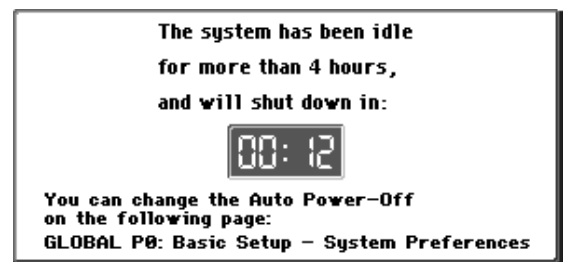 The system has been idle
for more than 4 hours,
and will shut down in:
00:12
You can change the Auto Power-Off
on the following page:
GLOBAL P0: Basic Setup - System Preferences